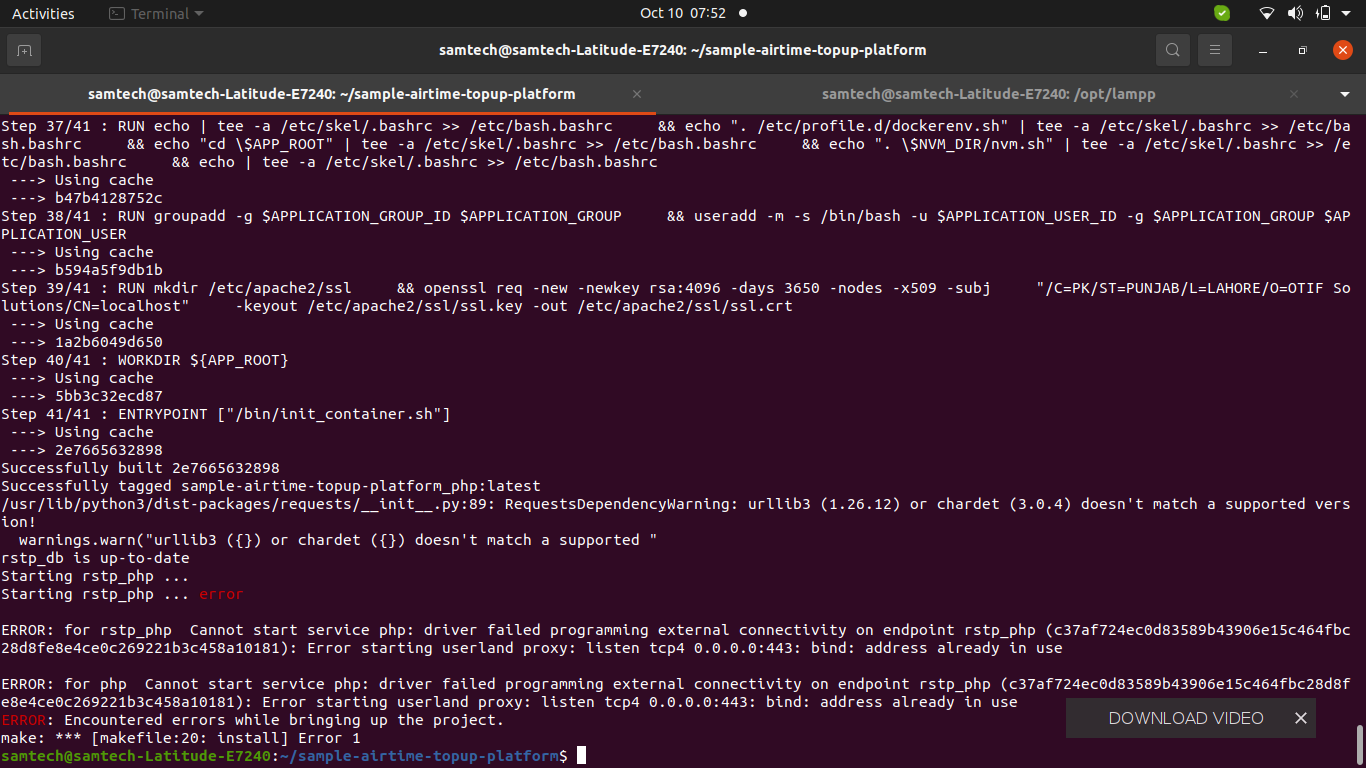 Activities Terminal Oct 10 07:52
samtech@samtech-Latitude-E7240: ~/sample-airtime-topup-platform
samtech@samtech-Latitude-E7240: ~/sample-airtime-topup-platform samtech@samtech-Latitude-E7240: /opt/lampp
Step 37/41 : RUN echo | tee -a /etc/skel/.bashrc >> /etc/bash.bashrc     && echo ". /etc/profile.d/dockerenv.sh" | tee -a /etc/skel/.bashrc >> /etc/ba
sh.bashrc     && echo "cd \$APP_ROOT" | tee -a /etc/skel/.bashrc >> /etc/bash.bashrc     && echo ". \$NVM_DIR/nvm.sh" | tee -a /etc/skel/.bashrc >> /e
tc/bash.bashrc     && echo | tee -a /etc/skel/.bashrc >> /etc/bash.bashrc
 ---> Using cache
 ---> b47b4128752c
Step 38/41 : RUN groupadd -g $APPLICATION_GROUP_ID $APPLICATION_GROUP     && useradd -m -s /bin/bash -u $APPLICATION_USER_ID -g $APPLICATION_GROUP $AP
PLICATION_USER
 ---> Using cache
 ---> b594a5f9db1b
Step 39/41 : RUN mkdir /etc/apache2/ssl     && openssl req -new -newkey rsa:4096 -days 3650 -nodes -x509 -subj     "/C=PK/ST=PUNJAB/L=LAHORE/O=OTIF So
lutions/CN=localhost"     -keyout /etc/apache2/ssl/ssl.key -out /etc/apache2/ssl/ssl.crt
 ---> Using cache
 ---> 1a2b6049d650
Step 40/41 : WORKDIR ${APP_ROOT}
 ---> Using cache
 ---> 5bb3c32ecd87
Step 41/41 : ENTRYPOINT ["/bin/init_container.sh"]
 ---> Using cache
 ---> 2e7665632898
Successfully built 2e7665632898
Successfully tagged sample-airtime-topup-platform_php:latest
/usr/lib/python3/dist-packages/requests/__init__.py:89: RequestsDependencyWarning: urllib3 (1.26.12) or chardet (3.0.4) doesn't match a supported vers
ion!
  warnings.warn("urllib3 ({}) or chardet ({}) doesn't match a supported "
rstp_db is up-to-date
Starting rstp_php ...
Starting rstp_php ... error
ERROR: for rstp_php  Cannot start service php: driver failed programming external connectivity on endpoint rstp_php (c37af724ec0d83589b43906e15c464fbc
28d8fe8e4ce0c269221b3c458a10181): Error starting userland proxy: listen tcp4 0.0.0.0:443: bind: address already in use
ERROR: for php  Cannot start service php: driver failed programming external connectivity on endpoint rstp_php (c37af724ec0d83589b43906e15c464fbc28d8f
e8e4ce0c269221b3c458a10181): Error starting userland proxy: listen tcp4 0.0.0.0:443: bind: address already in use
ERROR: Encountered errors while bringing up the project.
make: *** [makefile:20: install] Error 1
samtech@samtech-Latitude-E7240:~/sample-airtime-topup-platform$
DOWNLOAD VIDEO